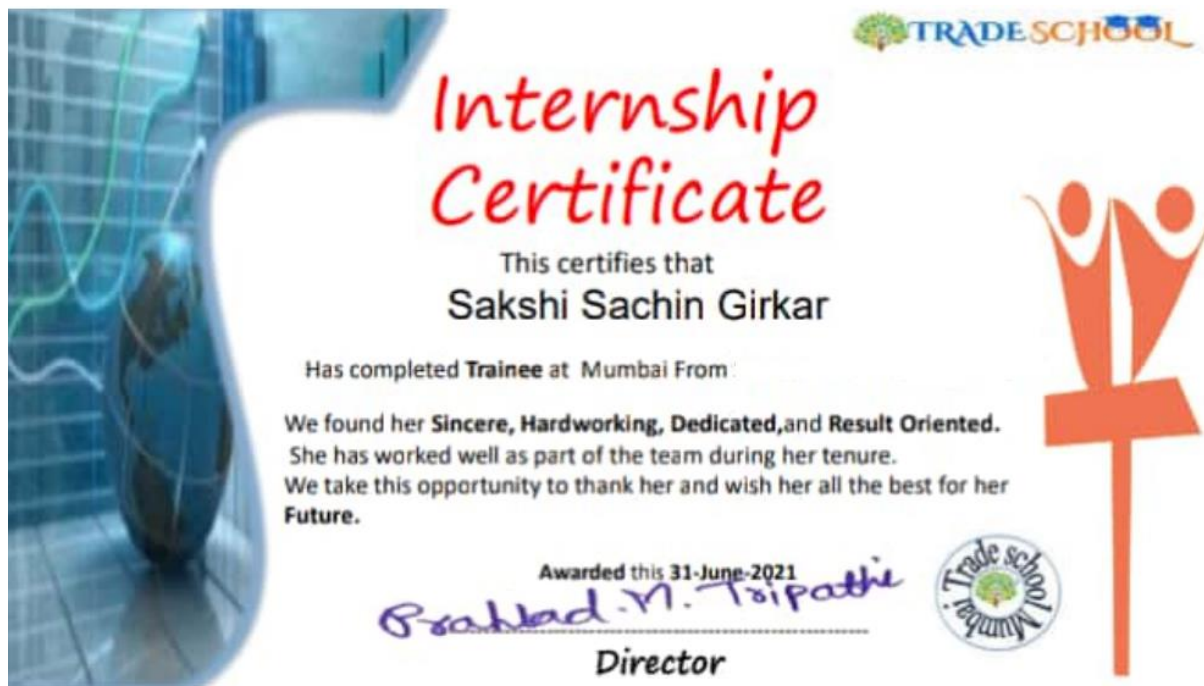 TRADE SCHOOL
Internship
Certificate
This certifies that
Sakshi Sachin Girkar
Has completed Trainee at Mumbai From
We found her Sincere, Hardworking, Dedicated,and Result Oriented.
She has worked well as part of the team during her tenure.
We take this opportunity to thank her and wish her all the best for her
Future.
Awarded this 31-June-2021
Prahlad.N.Tripathi
Director
Trade school Mumbai